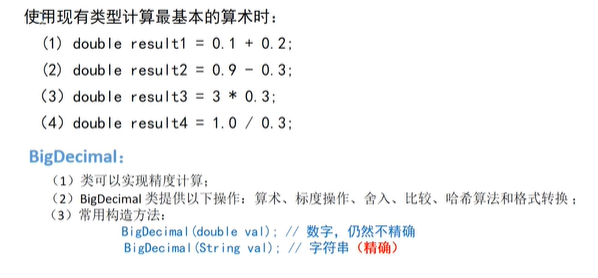 使用现有类型计算最基本的算术时：
(1) double result1 = 0.1 + 0.2;
(2) double result2 = 0.9 - 0.3;
(3) double result3 = 3 * 0.3;
(4) double result4 = 1.0 / 0.3;
BigDecimal：
（1）类可以实现精度计算；
（2）BigDecimal 类提供以下操作：算术、标度操作、舍入、比较、哈希算法和格式转换；
（3）常用构造方法：
BigDecimal(double val); // 数字，仍然不精确
BigDecimal(String val); // 字符串（精确）